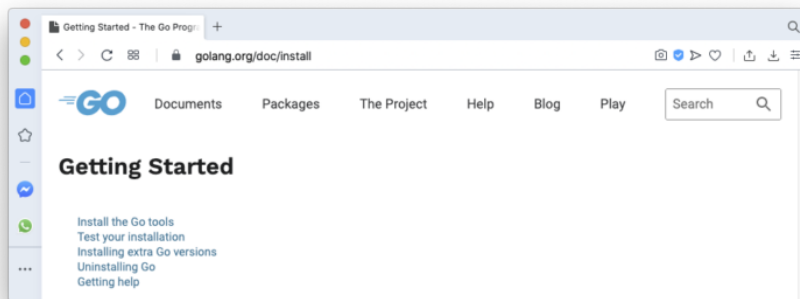 Getting Started - The Go Progr
golang.org/doc/install
GO Documents Packages The Project Help Blog Play Search
Getting Started
Install the Go tools
Test your installation
Installing extra Go versions
Uninstalling Go
Getting help